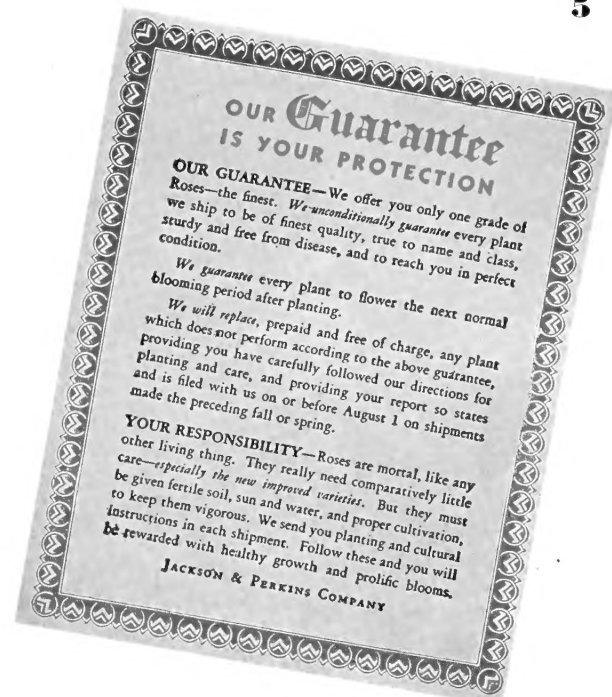 5
OUR Guarantee
IS YOUR PROTECTION
OUR GUARANTEE—We offer you only one grade of
Roses—the finest. We unconditionally guarantee every plant
we ship to be of finest quality, true to name and class,
sturdy and free from disease, and to reach you in perfect
condition.
We guarantee every plant to flower the next normal
blooming period after planting.
We will replace, prepaid and free of charge, any plant
which does not perform according to the above guarantee,
providing you have carefully followed our directions for
planting and care, and providing your report so states
and is filed with us on or before August 1 on shipments
made the preceding fall or spring.
YOUR RESPONSIBILITY—Roses are mortal, like any
other living thing. They really need comparatively little
care—especially the new improved varieties. But they must
be given fertile soil, sun and water, and proper cultivation,
to keep them vigorous. We send you planting and cultural
instructions in each shipment. Follow these and you will
be rewarded with healthy growth and prolific blooms.
JACKSON & PERKINS COMPANY